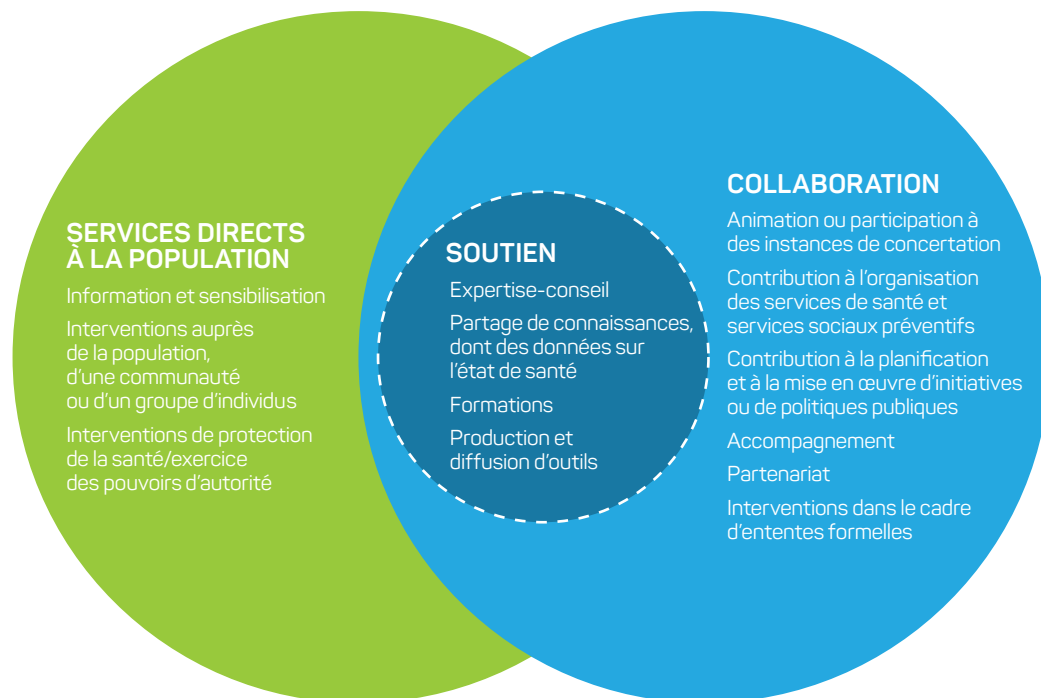 SERVICES DIRECTS
À LA POPULATION
Information et sensibilisation
Interventions auprès
de la population,
d'une communauté
ou d'un groupe d'individus
Interventions de protection
de la santé/exercice
des pouvoirs d'autorité
SOUTIEN
Expertise-conseil
Partage de connaissances,
dont des données sur
l'état de santé
Formations
Production et
diffusion d'outils
COLLABORATION
Animation ou participation à
des instances de concertation
Contribution à l'organisation
des services de santé et
services sociaux préventifs
Contribution à la planification
et à la mise en œuvre d'initiatives
ou de politiques publiques
Accompagnement
Partenariat
Interventions dans le cadre
d'ententes formelles